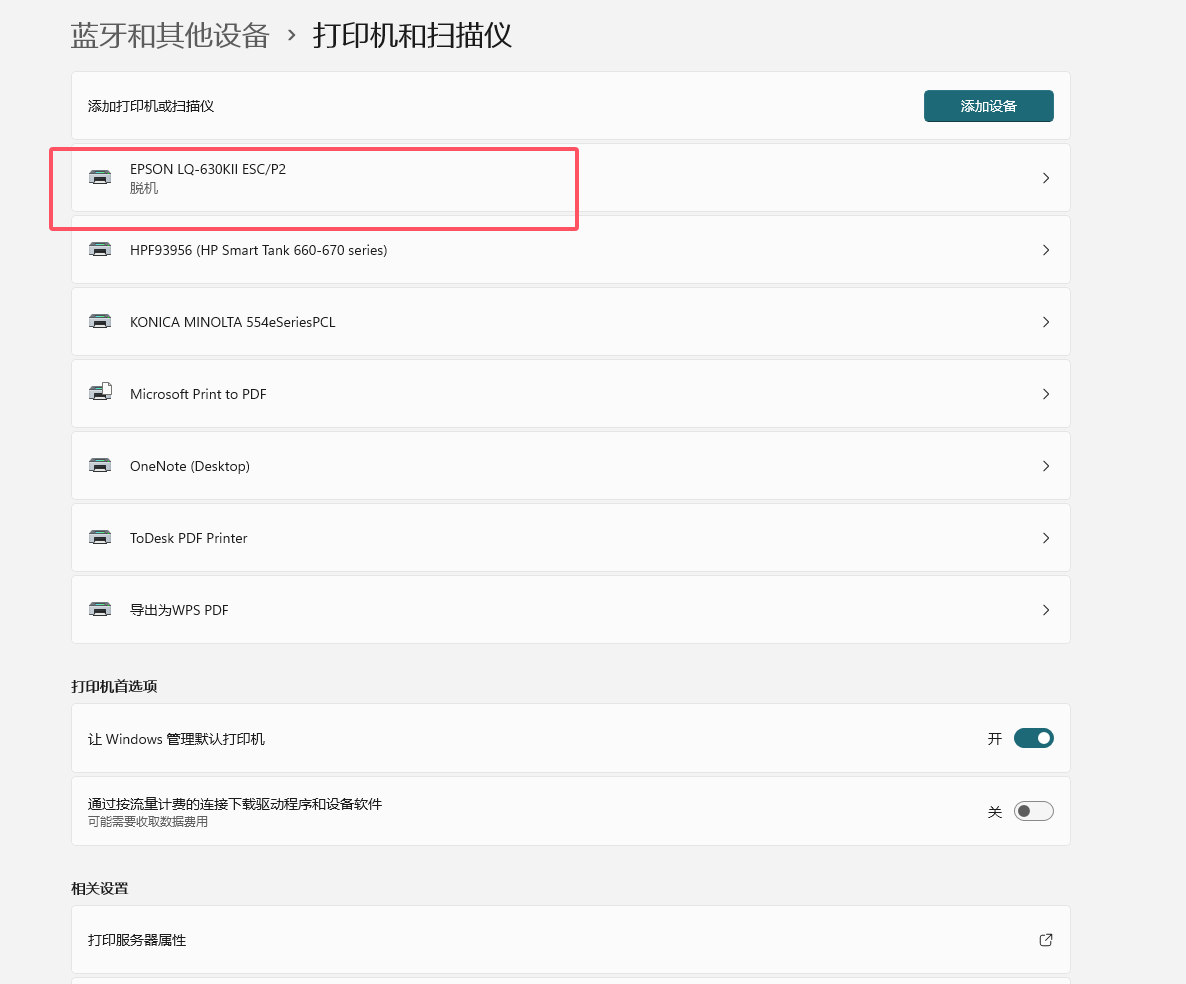 蓝牙和其他设备 › 打印机和扫描仪
添加打印机或扫描仪
添加设备
EPSON LQ-630KII ESC/P2
脱机
HPF93956 (HP Smart Tank 660-670 series)
KONICA MINOLTA 554eSeriesPCL
Microsoft Print to PDF
OneNote (Desktop)
ToDesk PDF Printer
导出为WPS PDF
打印机首选项
让 Windows 管理默认打印机
开
通过按流量计费的连接下载驱动程序和设备软件
可能需要收取数据费用
关
相关设置
打印服务器属性